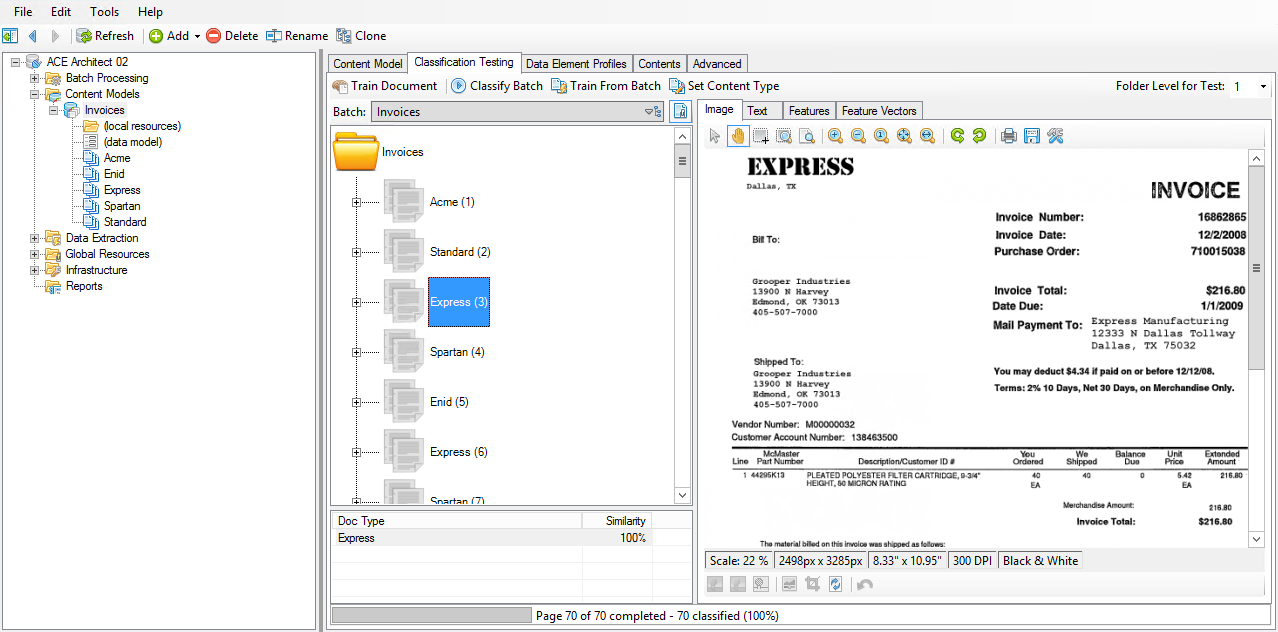 File Edit Tools Help
Refresh Add Delete Rename Clone
ACE Architect 02
Batch Processing
Content Models
Invoices
(local resources)
(data model)
Acme
Enid
Express
Spartan
Standard
Data Extraction
Global Resources
Infrastructure
Reports
Content Model Classification Testing Data Element Profiles Contents Advanced
Train Document Classify Batch Train From Batch Set Content Type Folder Level for Test: 1
Batch: Invoices
Invoices
Acme (1)
Standard (2)
Express (3)
Spartan (4)
Enid (5)
Express (6)
Spartan (7)
Doc Type Similarity
Express 100%
Image Text Features Feature Vectors
EXPRESS
Dallas, TX
INVOICE
Invoice Number: 16862865
Invoice Date: 12/2/2008
Purchase Order: 710015038
Bill To:
Grooper Industries
13900 N Harvey
Edmond, OK 73013
405-507-7000
Invoice Total: $216.80
Date Due: 1/1/2009
Mail Payment To: Express Manufacturing
12333 N Dallas Tollway
Dallas, TX 75032
Shipped To:
Grooper Industries
13900 N Harvey
Edmond, OK 73013
405-507-7000
You may deduct $4.34 if paid on or before 12/12/08.
Terms: 2% 10 Days, Net 30 Days, on Merchandise Only.
Vendor Number: M00000032
Customer Account Number: 138463500
Line McMaster Part Number Description/Customer ID # You Ordered We Shipped Balance Due Unit Price Extended Amount
1 44295K13 PLEATED POLYESTER FILTER CARTRIDGE, 9-3/4" 40 40 0 5.42 216.80
HEIGHT, 50 MICRON RATING EA EA
Merchandise Amount: 216.80
Invoice Total: $216.80
The material billed on this invoice was shipped as follows:
Scale: 22 % 2498px x 3285px 8.33" x 10.95" 300 DPI Black & White
Page 70 of 70 completed - 70 classified (100%)